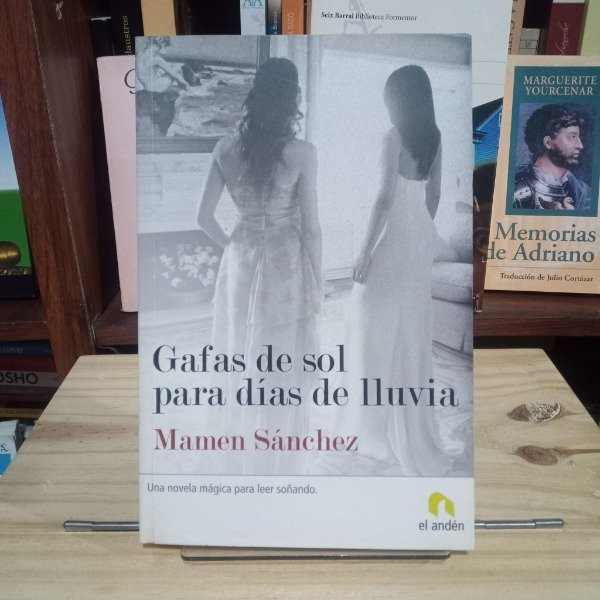 Seix Barral Biblioteca Formentor
MARGUERITE
YOURCENAR
Memorias
de Adriano
Traducción de Julio Cortázar
Gafas de sol
para días de lluvia
Mamen Sánchez
Una novela mágica para leer soñando.
el andén
OSHO